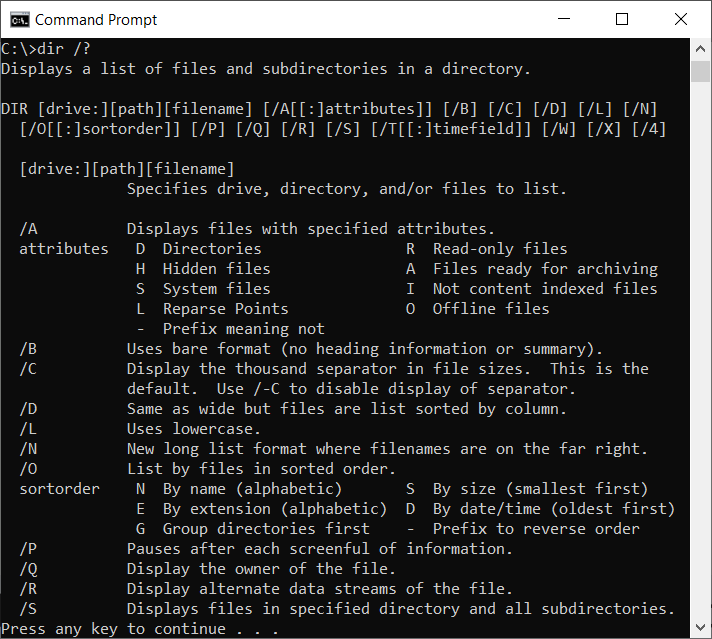 Command Prompt
C:\>dir /?
Displays a list of files and subdirectories in a directory.

DIR [drive:][path][filename] [/A[[:]attributes]] [/B] [/C] [/D] [/L] [/N]
  [/O[[:]sortorder]] [/P] [/Q] [/R] [/S] [/T[[:]timefield]] [/W] [/X] [/4]

  [drive:][path][filename]
              Specifies drive, directory, and/or files to list.

  /A          Displays files with specified attributes.
  attributes   D  Directories                R  Read-only files
               H  Hidden files               A  Files ready for archiving
               S  System files               I  Not content indexed files
               L  Reparse Points             O  Offline files
               -  Prefix meaning not
  /B          Uses bare format (no heading information or summary).
  /C          Display the thousand separator in file sizes.  This is the
              default.  Use /-C to disable display of separator.
  /D          Same as wide but files are list sorted by column.
  /L          Uses lowercase.
  /N          New long list format where filenames are on the far right.
  /O          List by files in sorted order.
  sortorder    N  By name (alphabetic)       S  By size (smallest first)
               E  By extension (alphabetic)  D  By date/time (oldest first)
               G  Group directories first    -  Prefix to reverse order
  /P          Pauses after each screenful of information.
  /Q          Display the owner of the file.
  /R          Display alternate data streams of the file.
  /S          Displays files in specified directory and all subdirectories.
Press any key to continue . . .